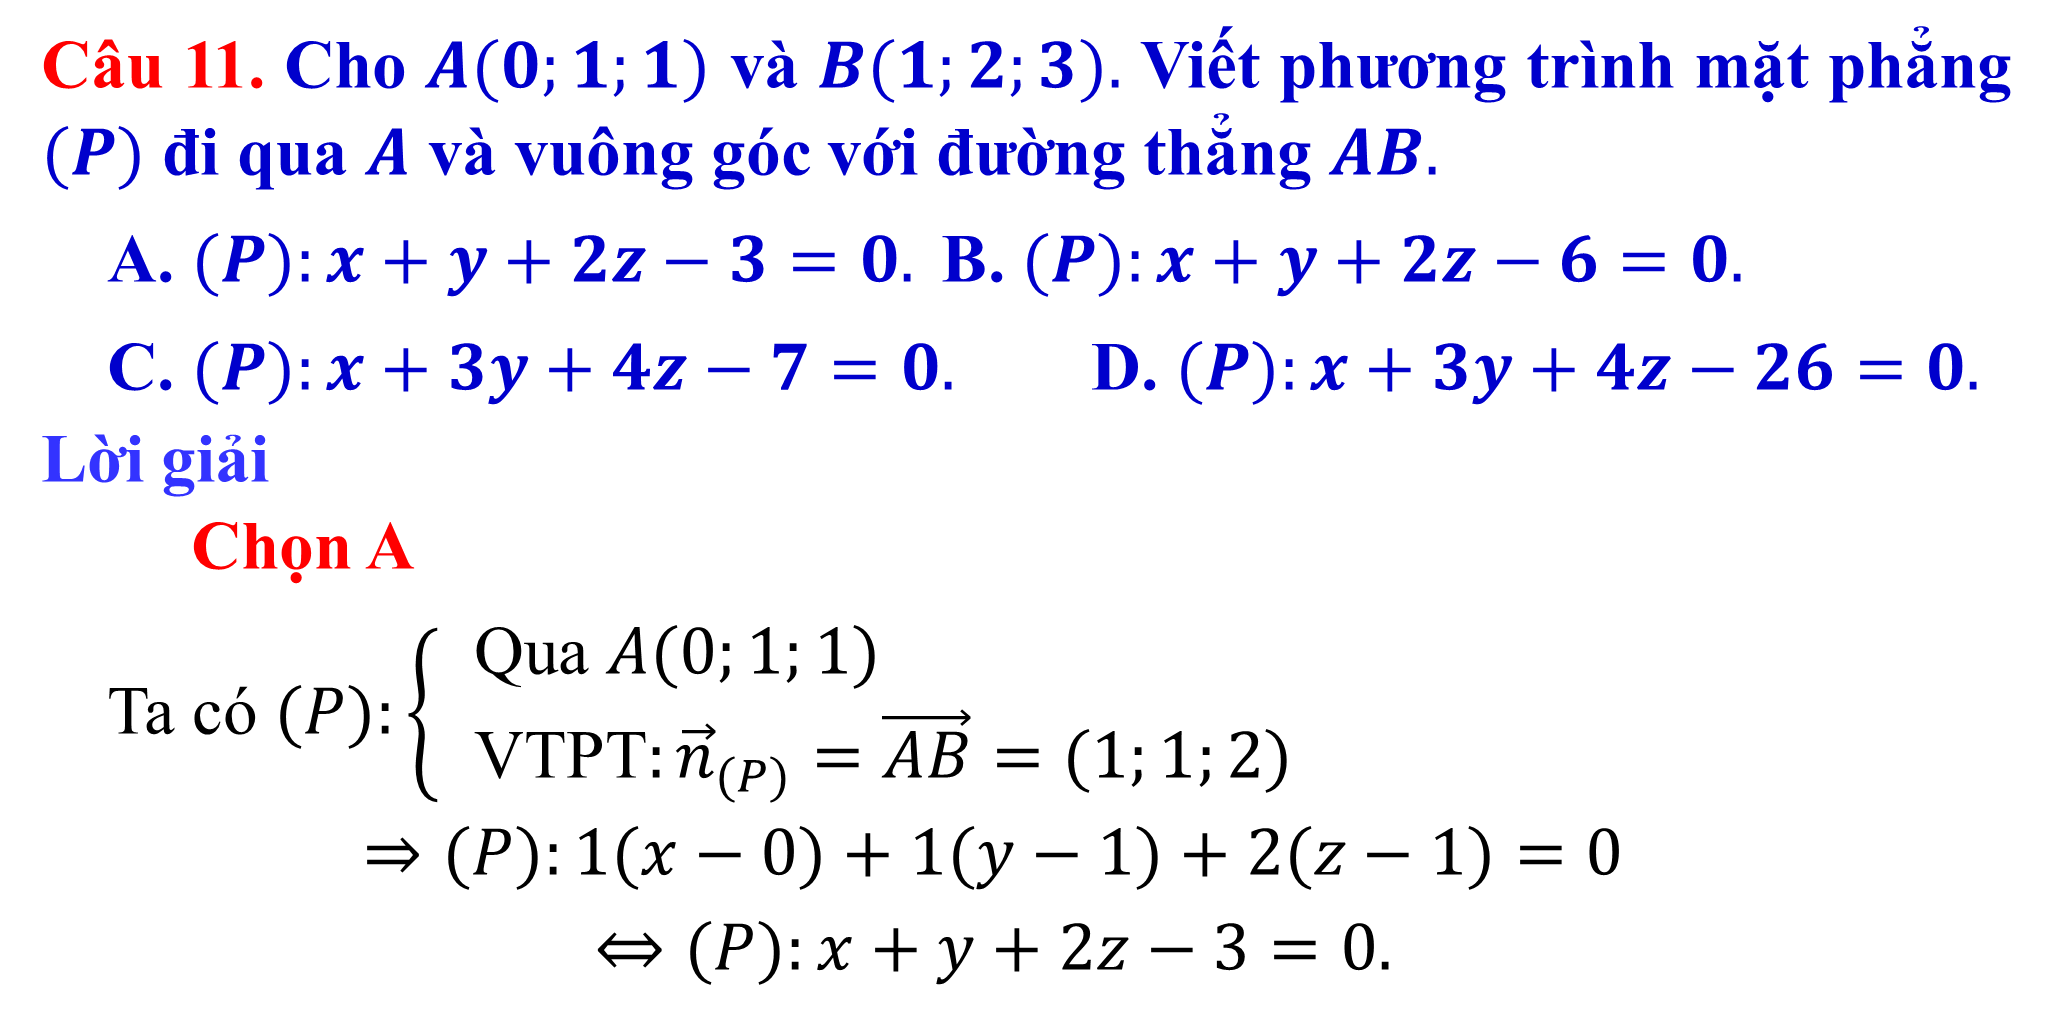 Câu 11. Cho A(0; 1; 1) và B(1; 2; 3). Viết phương trình mặt phẳng
(P) đi qua A và vuông góc với đường thẳng AB.
A. (P): x + y + 2z − 3 = 0. B. (P): x + y + 2z − 6 = 0.
C. (P): x + 3y + 4z − 7 = 0. D. (P): x + 3y + 4z − 26 = 0.
Lời giải
Chọn A
Ta có (P): { Qua A(0; 1; 1)
VTPT: n⃗₍P₎ = A⃗B⃗ = (1; 1; 2)
⇒ (P): 1(x − 0) + 1(y − 1) + 2(z − 1) = 0
⇔ (P): x + y + 2z − 3 = 0.